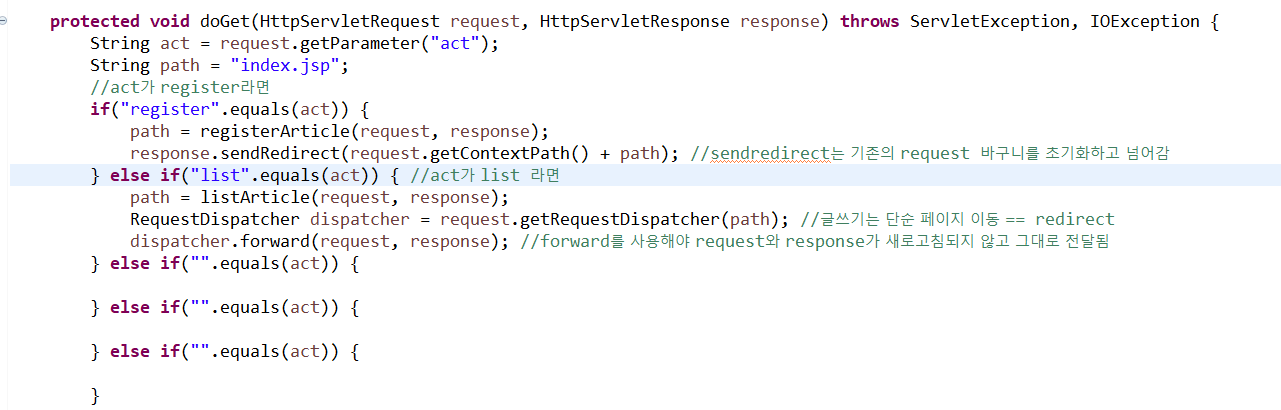 protected void doGet(HttpServletRequest request, HttpServletResponse response) throws ServletException, IOException {
String act = request.getParameter("act");
String path = "index.jsp";
//act가 register라면
if("register".equals(act)) {
path = registerArticle(request, response);
response.sendRedirect(request.getContextPath() + path); //sendredirect는 기존의 request 바구니를 초기화하고 넘어감
} else if("list".equals(act)) { //act가 list 라면
path = listArticle(request, response);
RequestDispatcher dispatcher = request.getRequestDispatcher(path); //글쓰기는 단순 페이지 이동 == redirect
dispatcher.forward(request, response); //forward를 사용해야 request와 response가 새로고침되지 않고 그대로 전달됨
} else if("".equals(act)) {
} else if("".equals(act)) {
} else if("".equals(act)) {
}